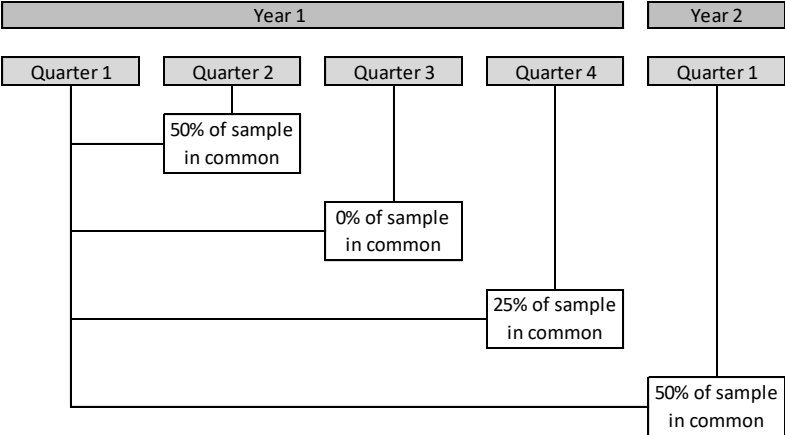 Year 1
Year 2
Quarter 1
Quarter 2
Quarter 3
Quarter 4
Quarter 1
50% of sample
in common
0% of sample
in common
25% of sample
in common
50% of sample
in common